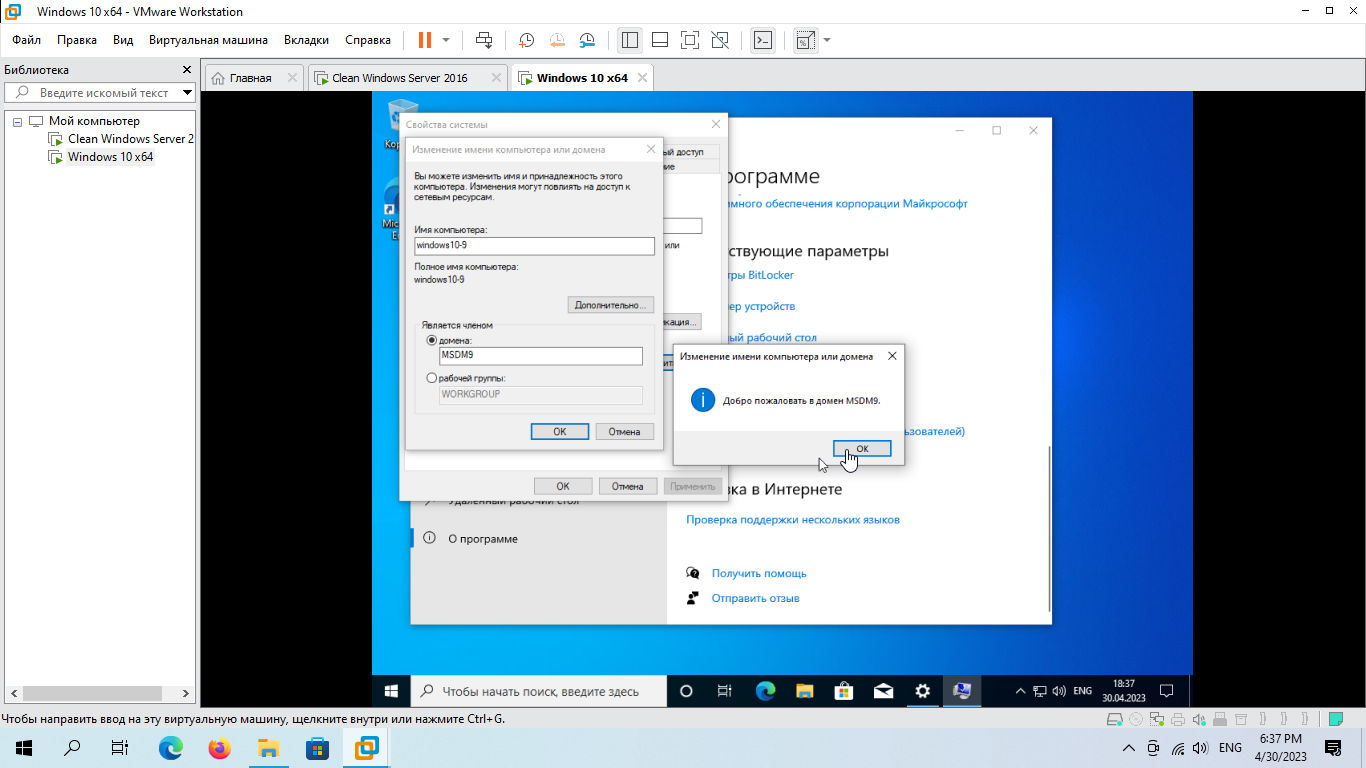 Windows 10 x64 - VMware Workstation
Файл Правка Вид Виртуальная машина Вкладки Справка
Библиотека
Введите искомый текст
Мой компьютер
Clean Windows Server 2
Windows 10 x64
Главная
Clean Windows Server 2016
Windows 10 x64
Свойства системы
ый доступ
Изменение имени компьютера или домена
Вы можете изменить имя и принадлежность этого
компьютера. Изменения могут повлиять на доступ к
сетевым ресурсам.
Имя компьютера:
windows10-9
или
Полное имя компьютера:
windows10-9
Дополнительно...
икация...
Является членом
домена:
MSDM9
рабочей группы:
WORKGROUP
OK
Отмена
OK
Отмена
Применить
рограмме
много обеспечения корпорации Майкрософт
ствующие параметры
тры BitLocker
ер устройств
ый рабочий стол
Изменение имени компьютера или домена
Добро пожаловать в домен MSDM9.
OK
ьзователей)
вка в Интернете
Проверка поддержки нескольких языков
Удаленный рабочий стол
О программе
Получить помощь
Отправить отзыв
Чтобы начать поиск, введите здесь
ENG
18:37
30.04.2023
Чтобы направить ввод на эту виртуальную машину, щелкните внутри или нажмите Ctrl+G.
ENG
6:37 PM
4/30/2023